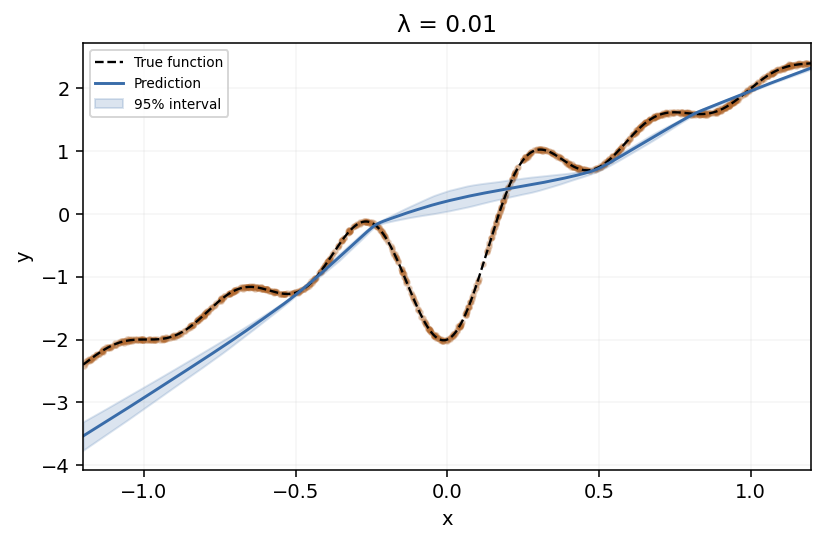 λ = 0.01
True function
Prediction
95% interval
2
1
0
−1
−2
−3
−4
y
−1.0
−0.5
0.0
0.5
1.0
x